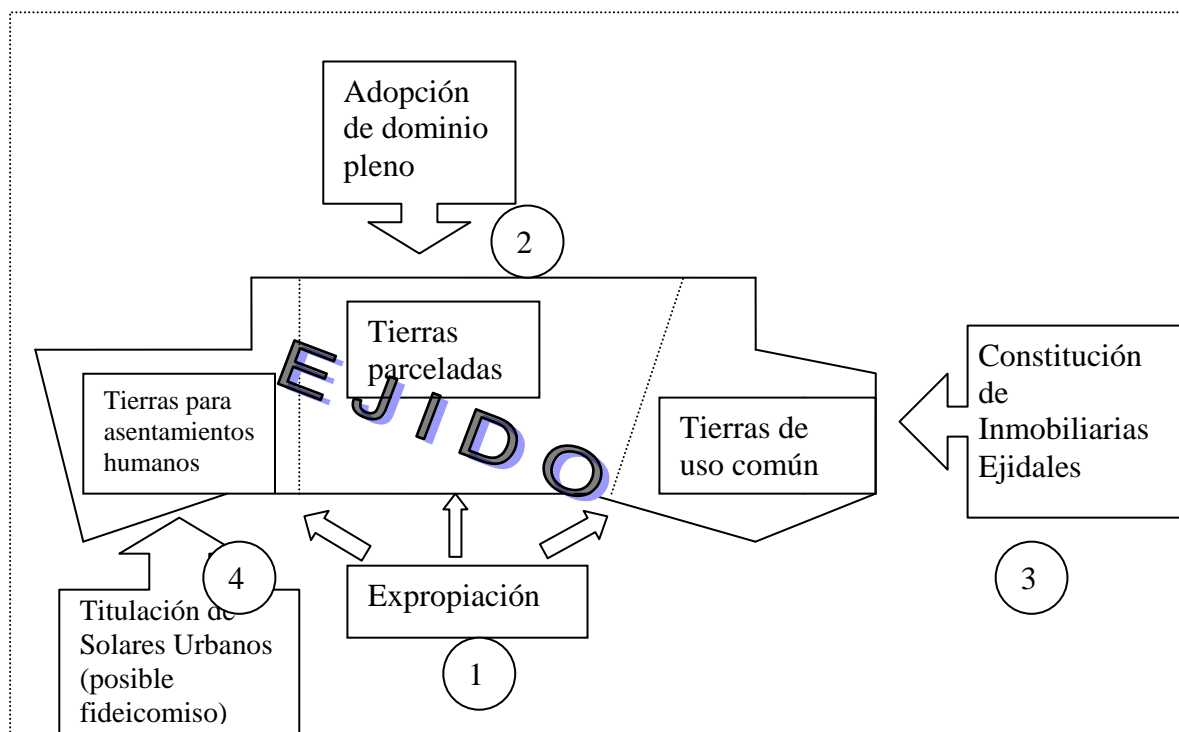 Adopción
de dominio
pleno
2
Tierras
parceladas
EJIDO
Tierras para
asentamientos
humanos
Tierras de
uso común
Constitución
de
Inmobiliarias
Ejidales
3
4
Titulación de
Solares Urbanos
(posible
fideicomiso)
Expropiación
1